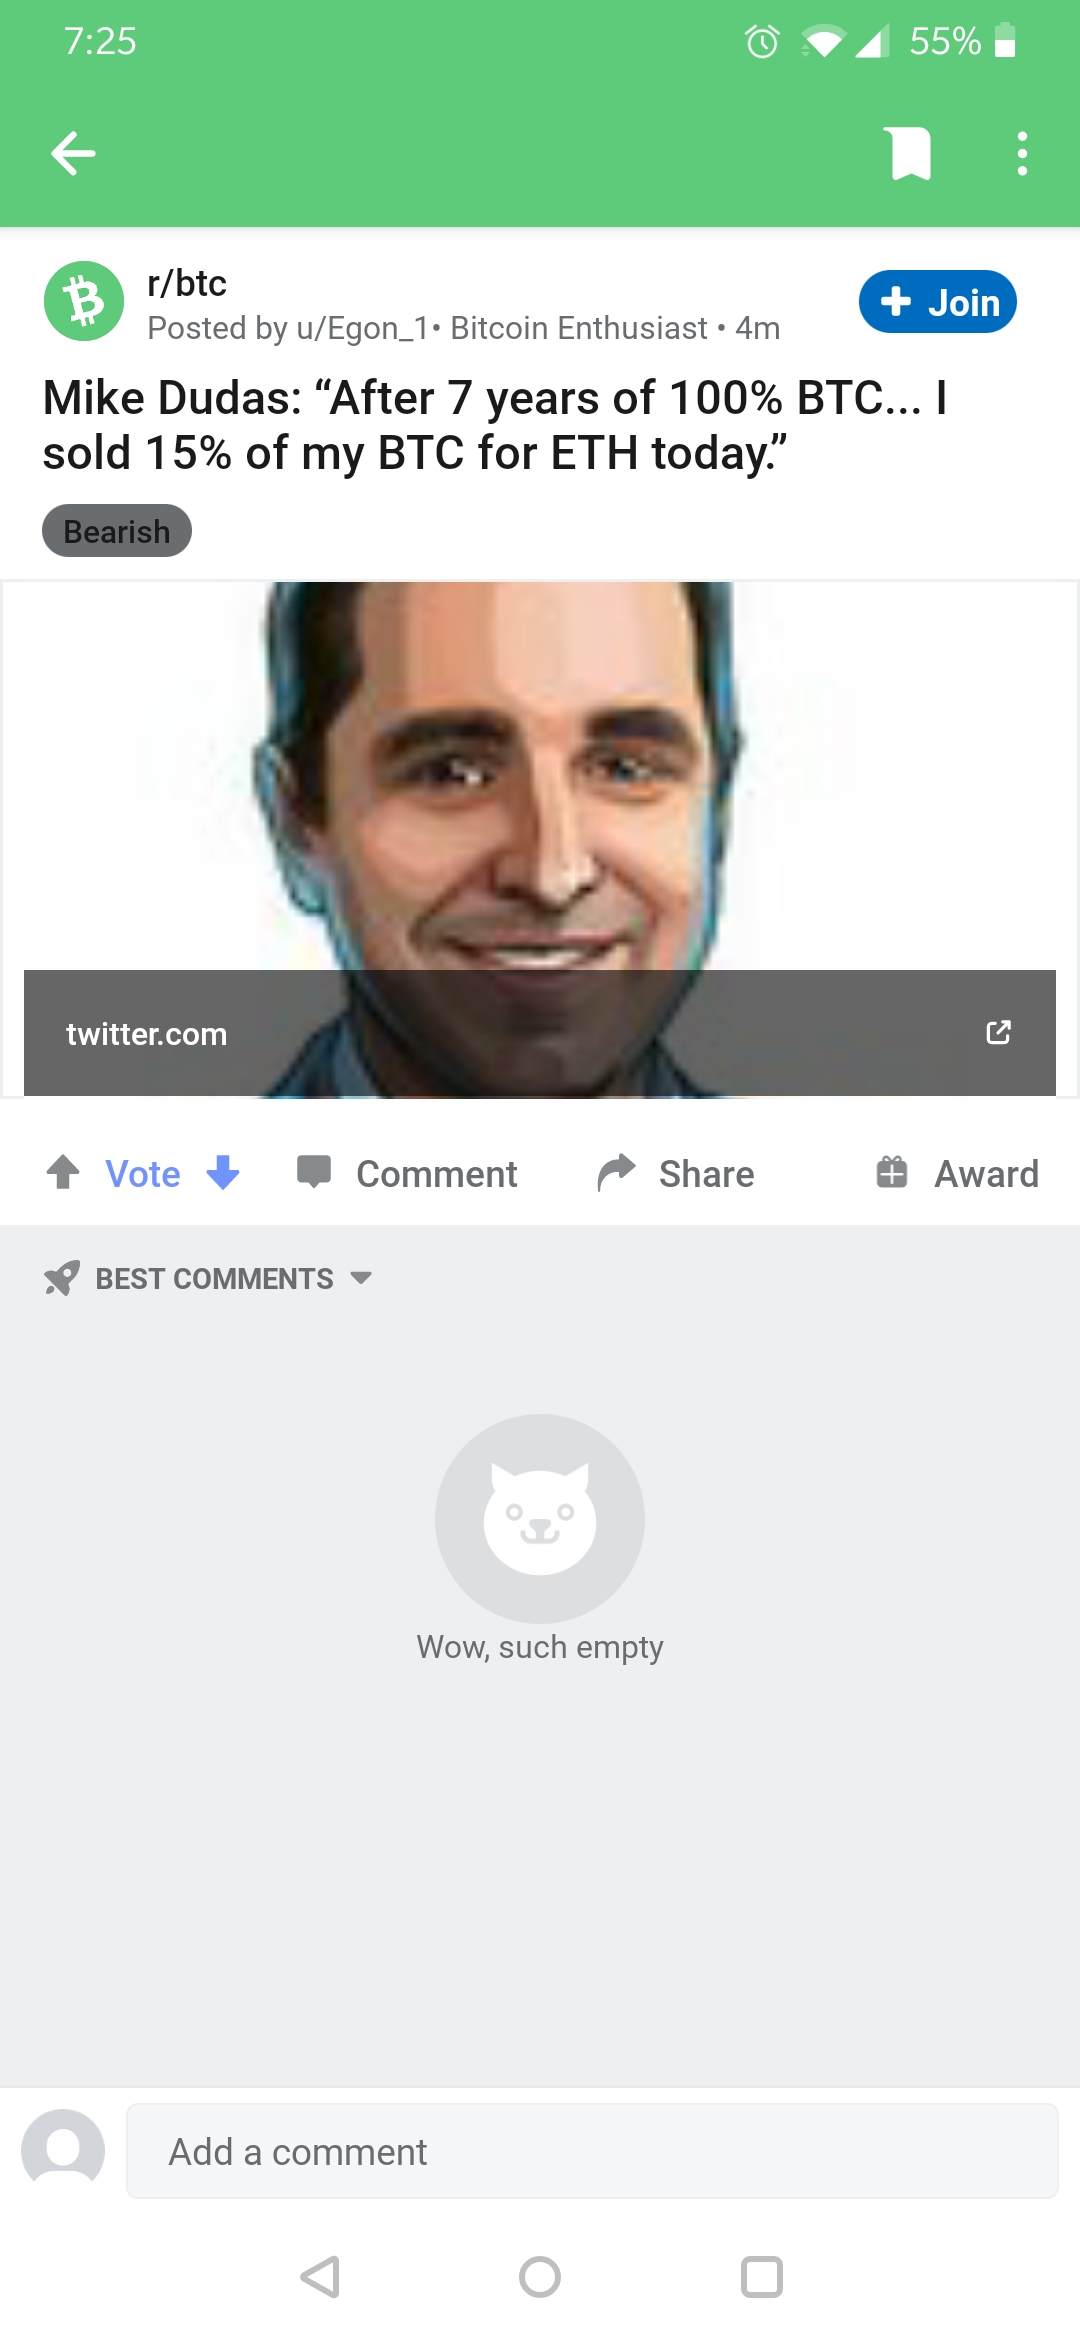 7:25
55%
r/btc
Posted by u/Egon_1• Bitcoin Enthusiast • 4m
Join
Mike Dudas: “After 7 years of 100% BTC... I
sold 15% of my BTC for ETH today.”
Bearish
twitter.com
Vote
Comment
Share
Award
BEST COMMENTS
Wow, such empty
Add a comment